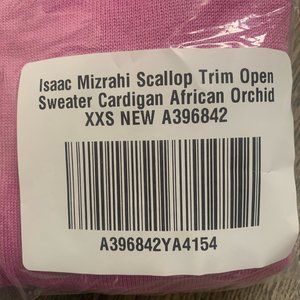 Isaac Mizrahi Scallop Trim Open
Sweater Cardigan African Orchid
XXS NEW A396842
A396842YA4154